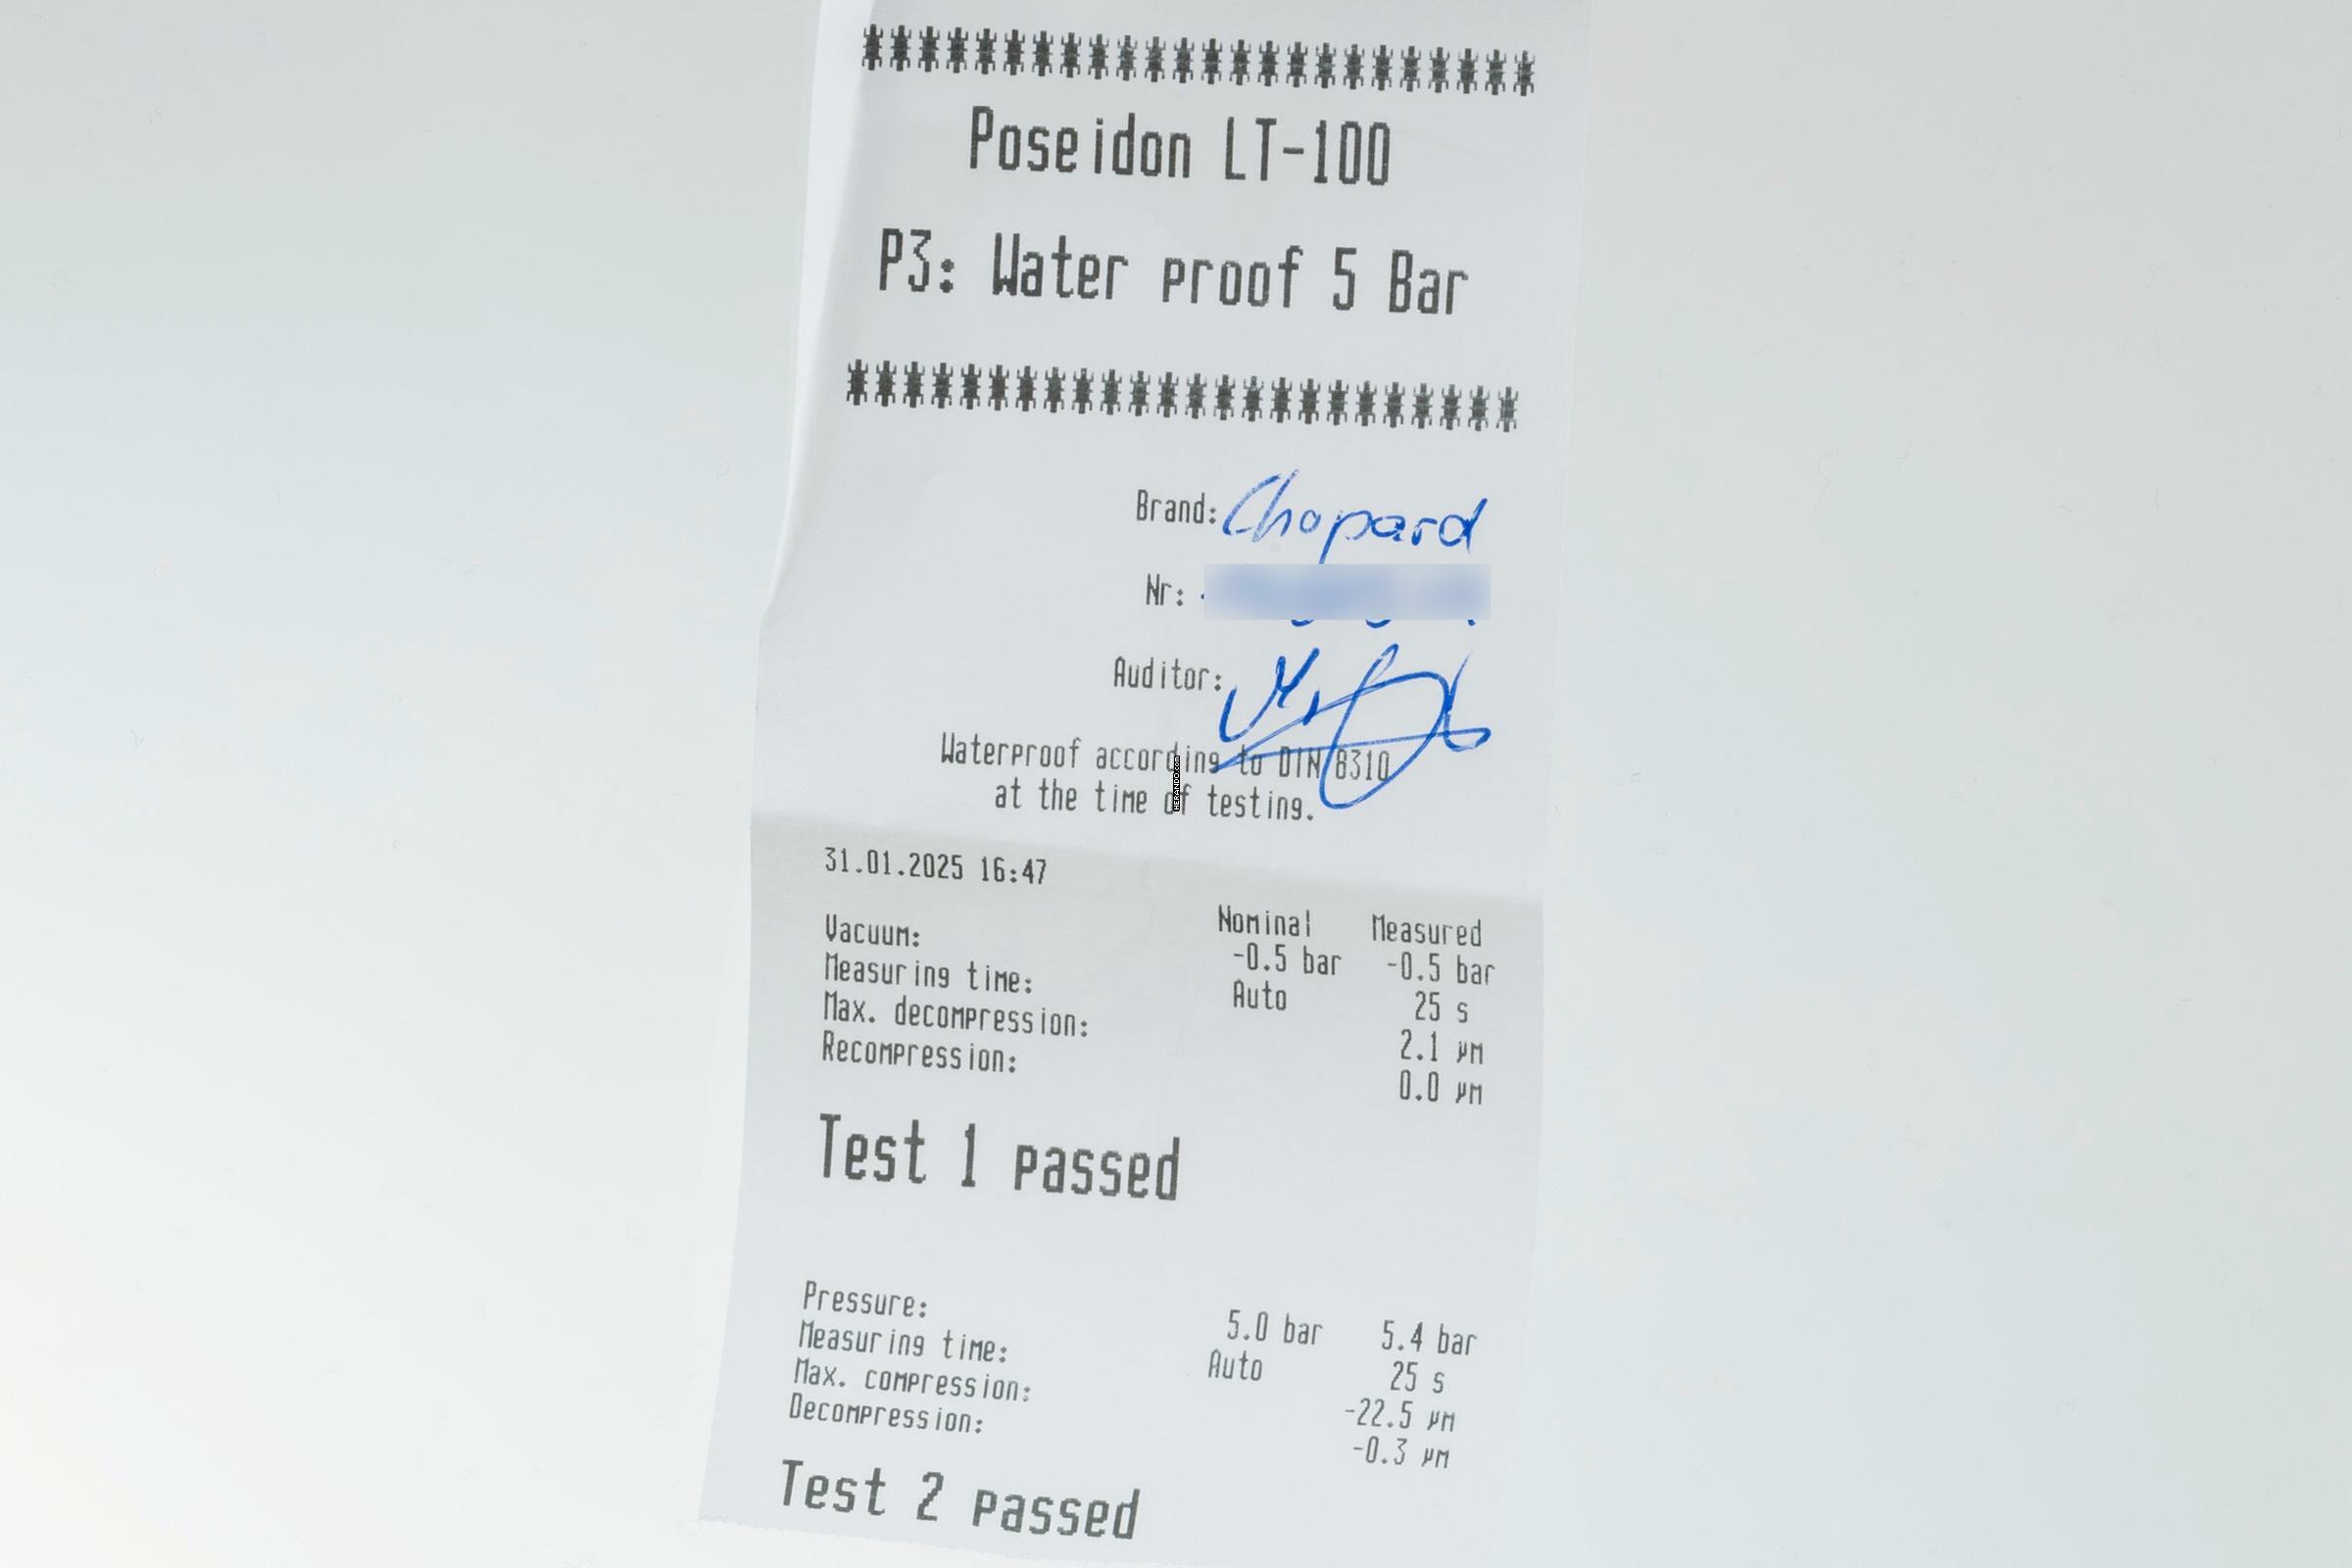 ************************
Poseidon LT-100
P3: Water proof 5 Bar
************************
Brand: Chopard
Nr:
Auditor:
Waterproof according to DIN 8310
at the time of testing.
31.01.2025 16:47
Nominal Measured
Vacuum: -0.5 bar -0.5 bar
Measuring time: Auto 25 s
Max. decompression: 2.1 µm
Recompression: 0.0 µm
Test 1 passed
Pressure: 5.0 bar 5.4 bar
Measuring time: Auto 25 s
Max. compression: -22.5 µm
Decompression: -0.3 µm
Test 2 passed
HERANDO.com